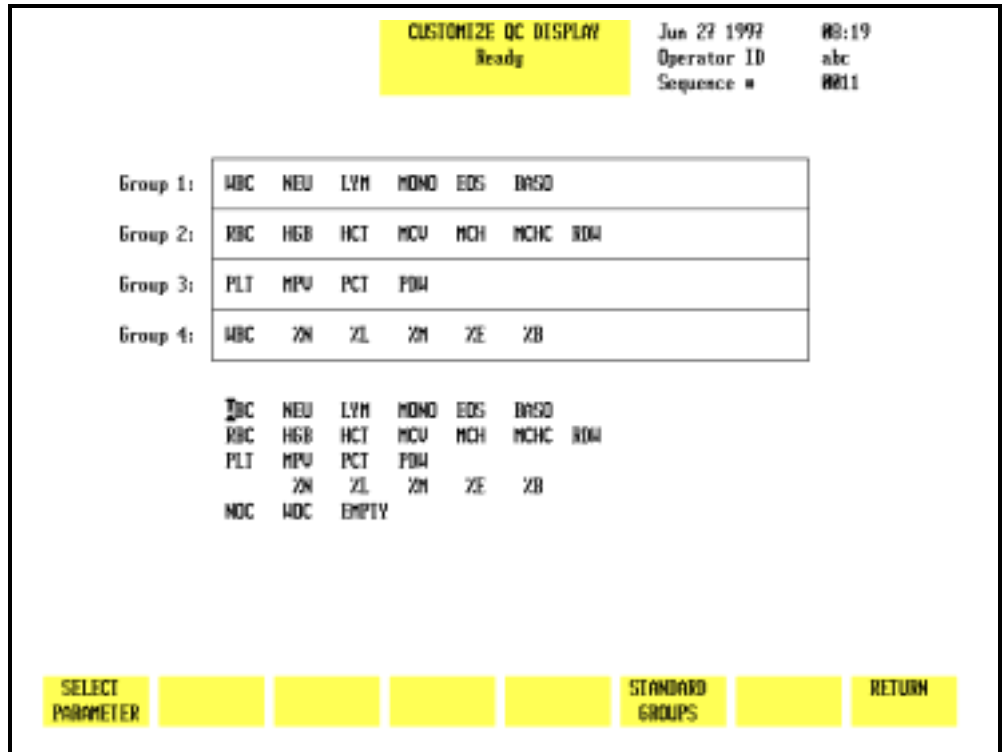 CUSTOMIZE QC DISPLAY Jun 27 1997 08:19
Ready Operator ID abc
Sequence # 0011
Group 1: WBC NEU LYM MONO EOS BASO
Group 2: RBC HGB HCT MCV MCH MCHC RDW
Group 3: PLT MPV PCT PDW
Group 4: WBC %N %L %M %E %B
WBC NEU LYM MONO EOS BASO
RBC HGB HCT MCV MCH MCHC RDW
PLT MPV PCT PDW
%N %L %M %E %B
NOC WOC EMPTY
SELECT PARAMETER
STANDARD GROUPS
RETURN